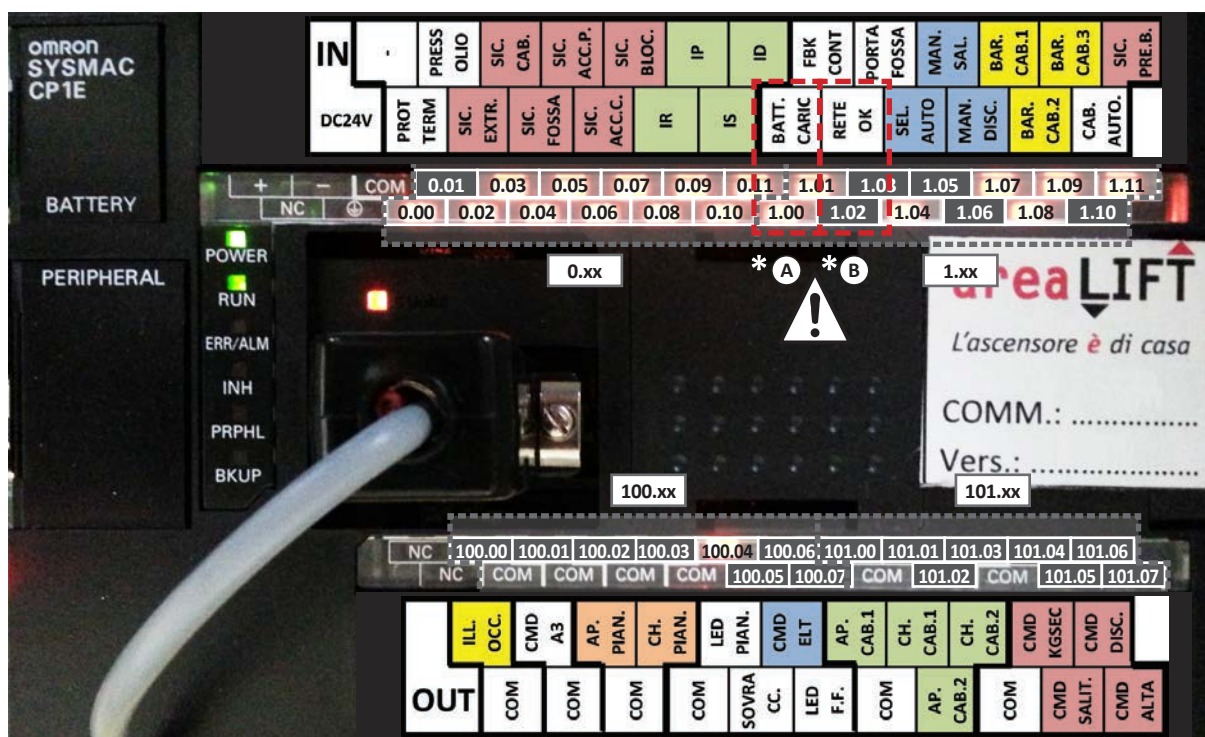 omron
SYSMAC
CP1E
BATTERY
PERIPHERAL
IN
-
PRESS
OLIO
SIC.
CAB.
SIC.
ACC.P.
SIC.
BLOC.
IP
ID
FBK
CONT
PORTA
FOSSA
MAN.
SAL.
BAR.
CAB.1
BAR.
CAB.3
SIC.
PRE.B.
DC24V
PROT
TERM
SIC.
EXTR.
SIC.
FOSSA
SIC.
ACC.C.
IR
IS
BATT.
CARIC
RETE
OK
SEL.
AUTO
MAN.
DISC.
BAR.
CAB.2
CAB.
AUTO.
+ - COM 0.01 0.03 0.05 0.07 0.09 0.11 1.01 1.03 1.05 1.07 1.09 1.11
NC 0.00 0.02 0.04 0.06 0.08 0.10 1.00 1.02 1.04 1.06 1.08 1.10
0.xx
* A
* B
!
1.xx
POWER
RUN
ERR/ALM
INH
PRPHL
BKUP
areaLIFT
L'ascensore è di casa
COMM.: ..............
Vers.: ....................
100.xx
101.xx
NC 100.00 100.01 100.02 100.03 100.04 100.06 101.00 101.01 101.03 101.04 101.06
NC COM COM COM COM 100.05 100.07 COM 101.02 COM 101.05 101.07
ILL.
OCC.
CMD
A3
AP.
PIAN.
CH.
PIAN.
LED
PIAN.
CMD
ELT
AP.
CAB.1
CH.
CAB.1
CH.
CAB.2
CMD
KGSEC
CMD
DISC.
OUT
COM
COM
COM
COM
SOVRA
CC.
LED
F.F.
COM
AP.
CAB.2
COM
CMD
SALIT.
CMD
ALTA